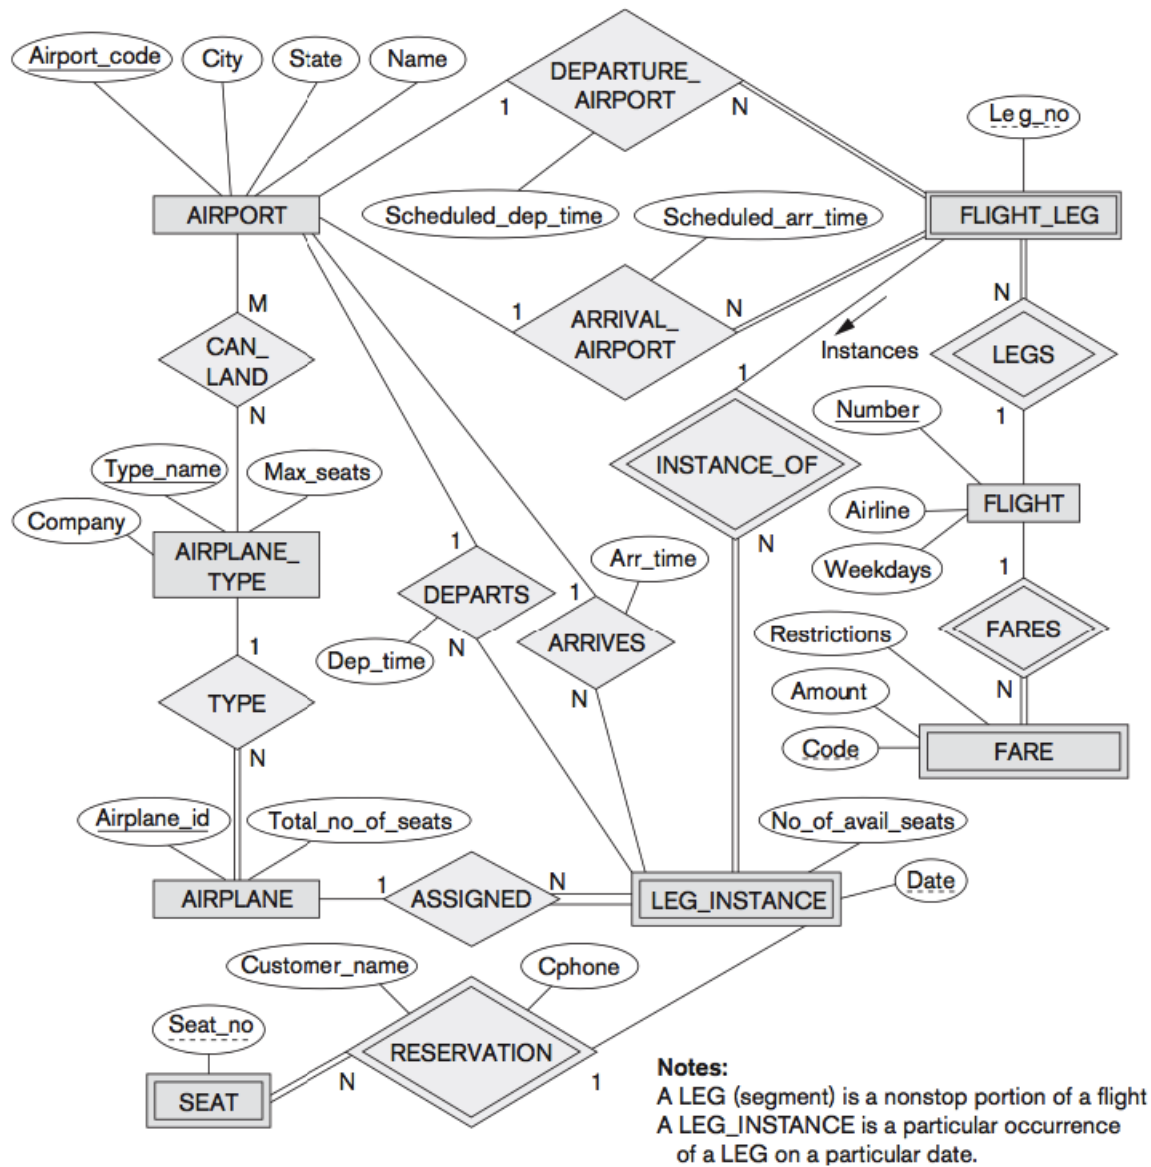 Airport_code
City
State
Name
DEPARTURE_
AIRPORT
1
N
Leg_no
AIRPORT
Scheduled_dep_time
Scheduled_arr_time
FLIGHT_LEG
M
1
ARRIVAL_
AIRPORT
N
N
Instances
CAN_
LAND
LEGS
1
N
1
Number
Type_name
Max_seats
INSTANCE_OF
Company
Airline
FLIGHT
AIRPLANE_
TYPE
1
N
Arr_time
Weekdays
1
DEPARTS
1
Restrictions
FARES
1
N
ARRIVES
Dep_time
TYPE
N
Amount
N
N
Code
FARE
Airplane_id
Total_no_of_seats
No_of_avail_seats
AIRPLANE
1
ASSIGNED
N
LEG_INSTANCE
Date
Customer_name
Cphone
Seat_no
RESERVATION
N
1
SEAT
Notes:
A LEG (segment) is a nonstop portion of a flight
A LEG_INSTANCE is a particular occurrence
of a LEG on a particular date.